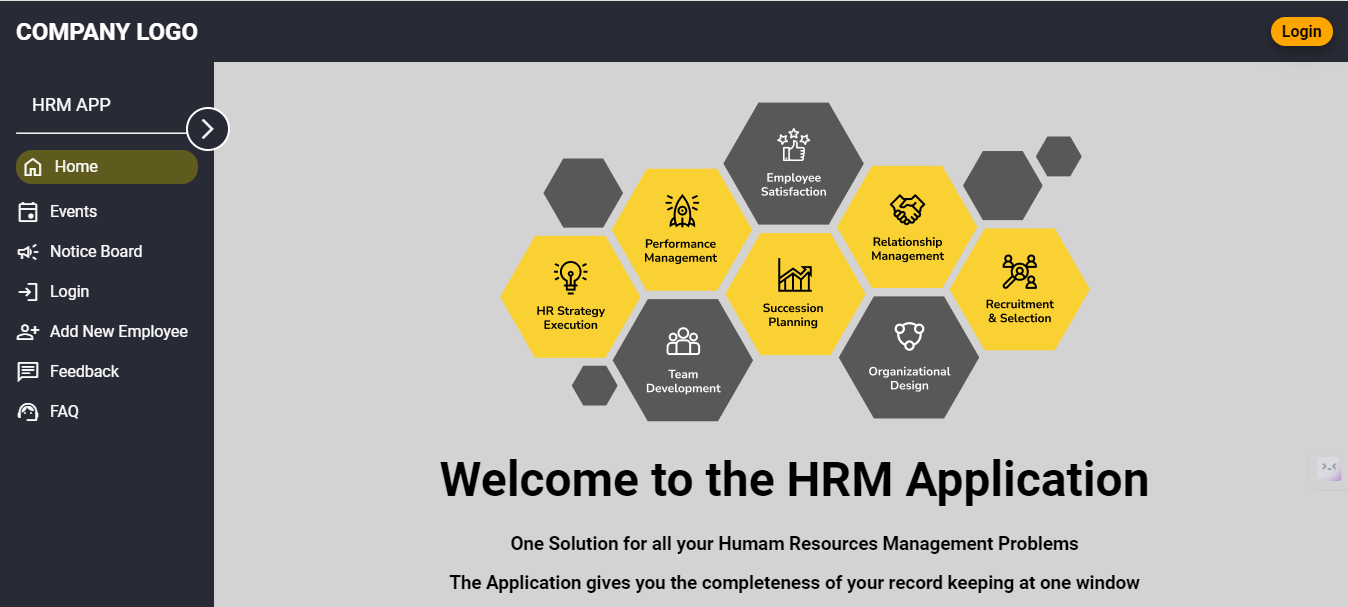 COMPANY LOGO
Login
HRM APP
Home
Events
Notice Board
Login
Add New Employee
Feedback
FAQ
Employee
Satisfaction
Performance
Management
Relationship
Management
HR Strategy
Execution
Succession
Planning
Recruitment
& Selection
Team
Development
Organizational
Design
Welcome to the HRM Application
One Solution for all your Humam Resources Management Problems
The Application gives you the completeness of your record keeping at one window